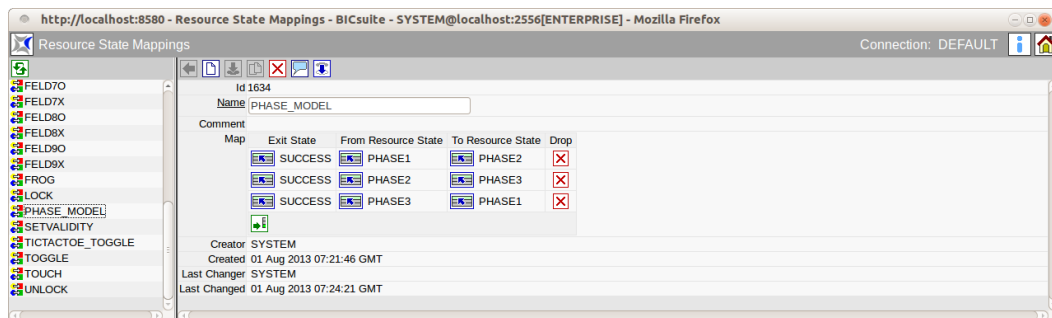 http://localhost:8580 - Resource State Mappings - BICsuite - SYSTEM@localhost:2556[ENTERPRISE] - Mozilla Firefox
Resource State Mappings
Connection: DEFAULT
FELD7O
FELD7X
FELD8O
FELD8X
FELD9O
FELD9X
FROG
LOCK
PHASE_MODEL
SETVALIDITY
TICTACTOE_TOGGLE
TOGGLE
TOUCH
UNLOCK
Id 1634
Name PHASE_MODEL
Comment
Map Exit State From Resource State To Resource State Drop
SUCCESS PHASE1 PHASE2
SUCCESS PHASE2 PHASE3
SUCCESS PHASE3 PHASE1
Creator SYSTEM
Created 01 Aug 2013 07:21:46 GMT
Last Changer SYSTEM
Last Changed 01 Aug 2013 07:24:21 GMT